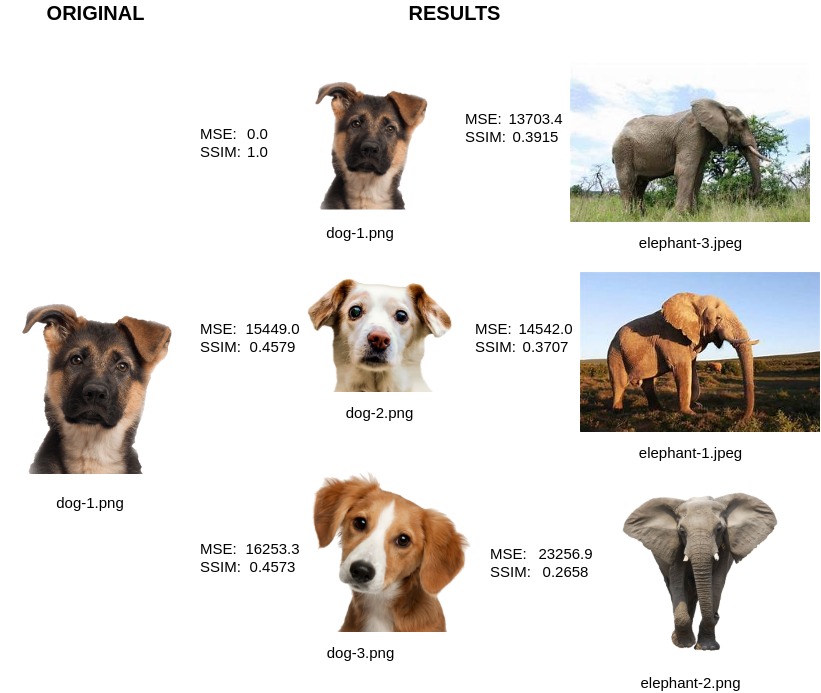 ORIGINAL
RESULTS
MSE: 0.0
SSIM: 1.0
dog-1.png
MSE: 13703.4
SSIM: 0.3915
elephant-3.jpeg
dog-1.png
MSE: 15449.0
SSIM: 0.4579
dog-2.png
MSE: 14542.0
SSIM: 0.3707
elephant-1.jpeg
MSE: 16253.3
SSIM: 0.4573
dog-3.png
MSE: 23256.9
SSIM: 0.2658
elephant-2.png